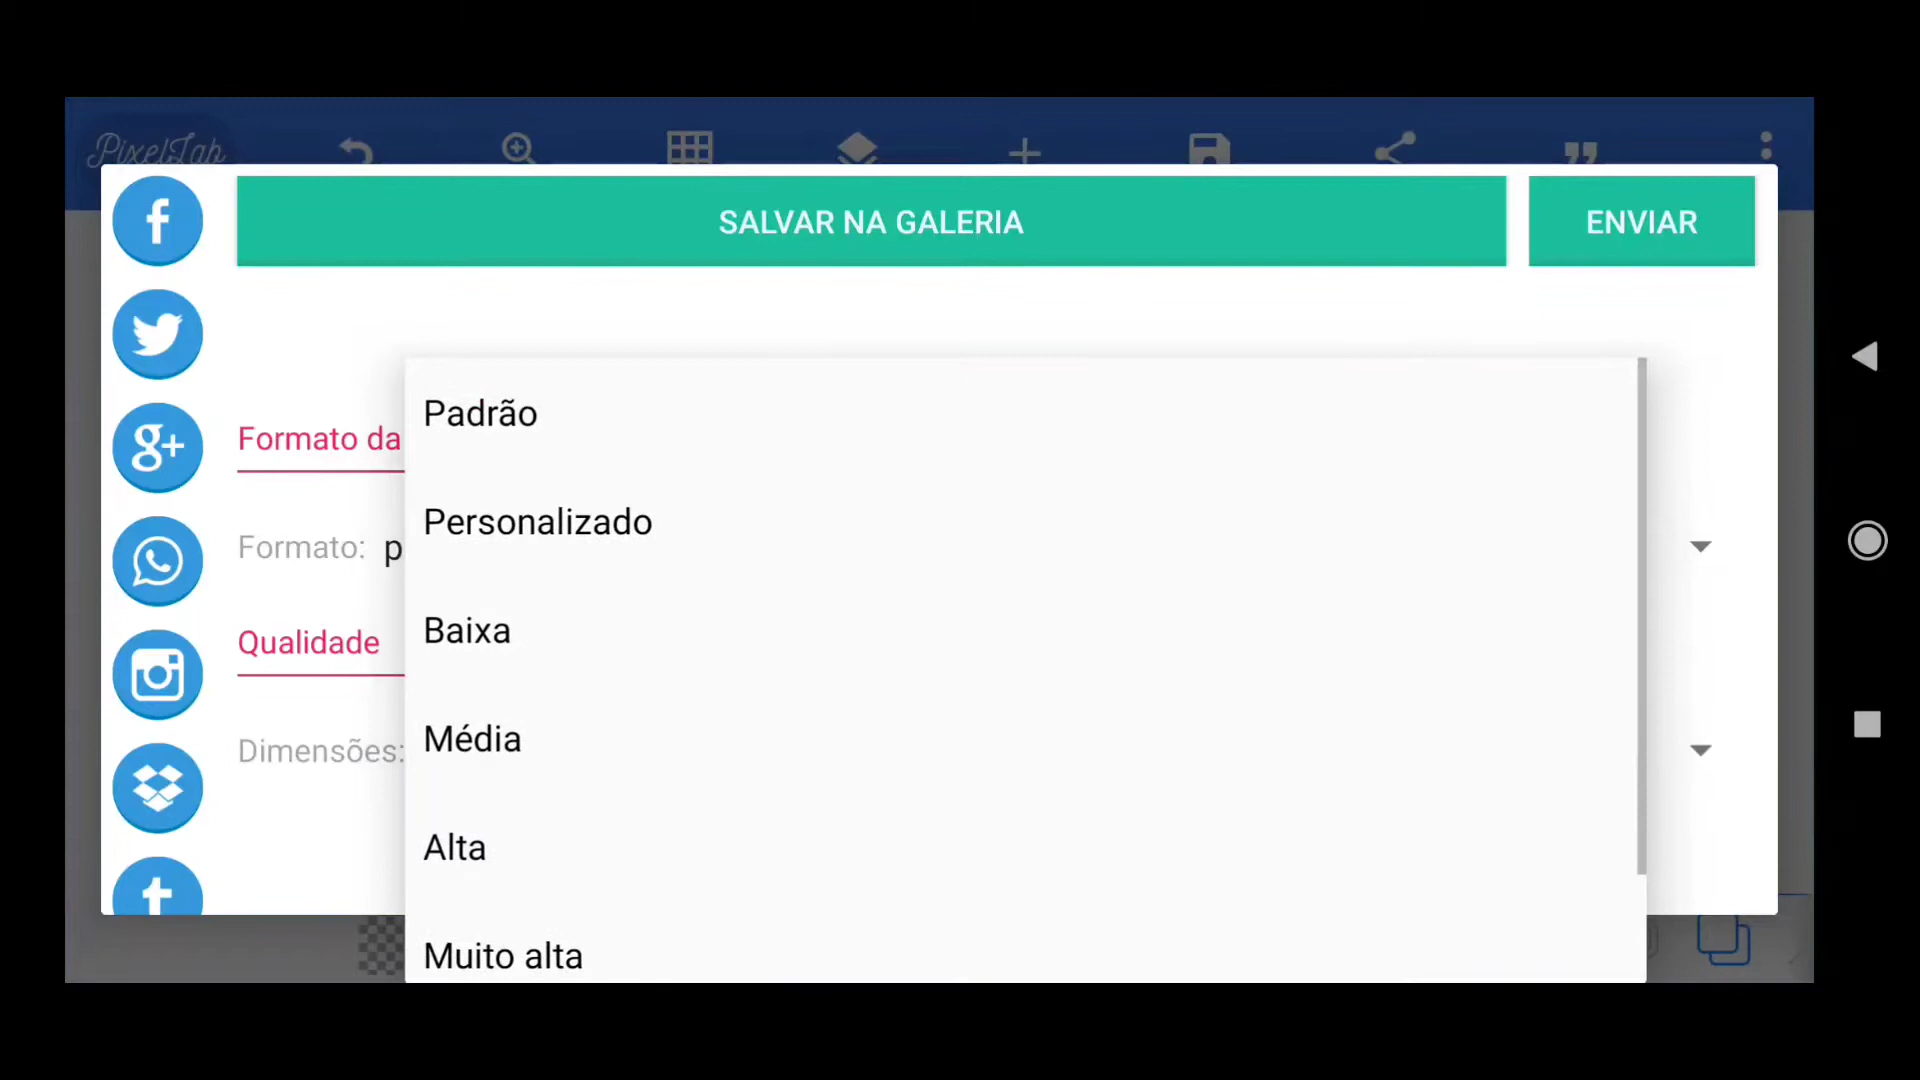 PixelLab
SALVAR NA GALERIA
ENVIAR
Padrão
Formato da
Personalizado
Formato: p
Baixa
Qualidade
Média
Dimensões:
Alta
Muito alta